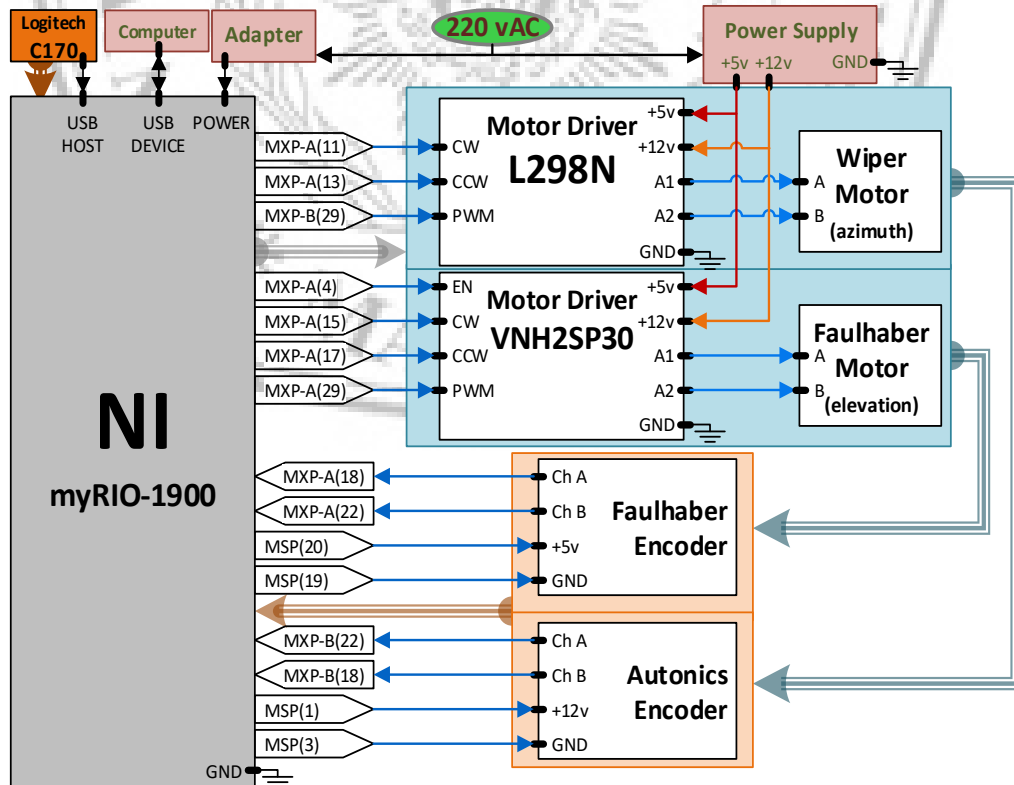 Logitech
C170
Computer
Adapter
220 vAC
Power Supply
+5v +12v
GND
USB
HOST
USB
DEVICE
POWER
NI
myRIO-1900
GND
MXP-A(11)
MXP-A(13)
MXP-B(29)
MXP-A(4)
MXP-A(15)
MXP-A(17)
MXP-A(29)
MXP-A(18)
MXP-A(22)
MSP(20)
MSP(19)
MXP-B(22)
MXP-B(18)
MSP(1)
MSP(3)
Motor Driver
L298N
CW
CCW
PWM
+5v
+12v
A1
A2
GND
Wiper
Motor
(azimuth)
A
B
Motor Driver
VNH2SP30
EN
CW
CCW
PWM
+5v
+12v
A1
A2
GND
Faulhaber
Motor
(elevation)
A
B
Ch A
Ch B
+5v
GND
Faulhaber
Encoder
Ch A
Ch B
+12v
GND
Autonics
Encoder